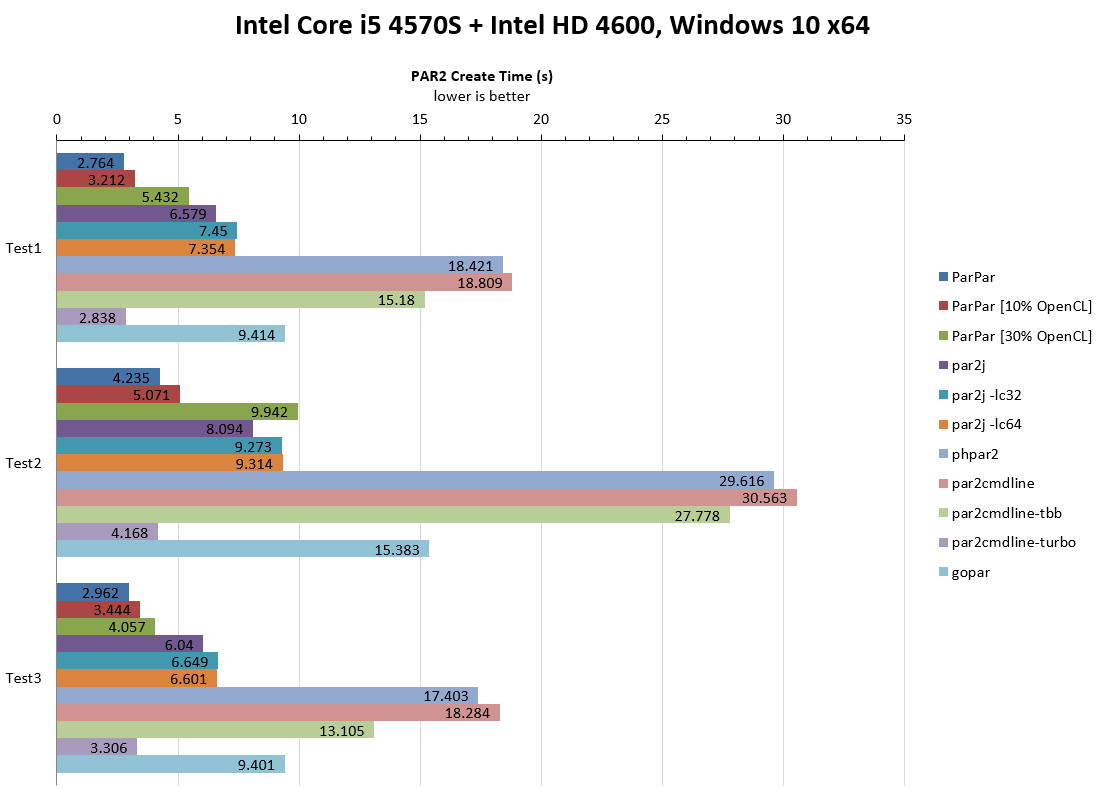 Intel Core i5 4570S + Intel HD 4600, Windows 10 x64
PAR2 Create Time (s)
lower is better
0 5 10 15 20 25 30 35
Test1
2.764
3.212
5.432
6.579
7.45
7.354
18.421
18.809
15.18
2.838
9.414
Test2
4.235
5.071
9.942
8.094
9.273
9.314
29.616
30.563
27.778
4.168
15.383
Test3
2.962
3.444
4.057
6.04
6.649
6.601
17.403
18.284
13.105
3.306
9.401
ParPar
ParPar [10% OpenCL]
ParPar [30% OpenCL]
par2j
par2j -lc32
par2j -lc64
phpar2
par2cmdline
par2cmdline-tbb
par2cmdline-turbo
gopar